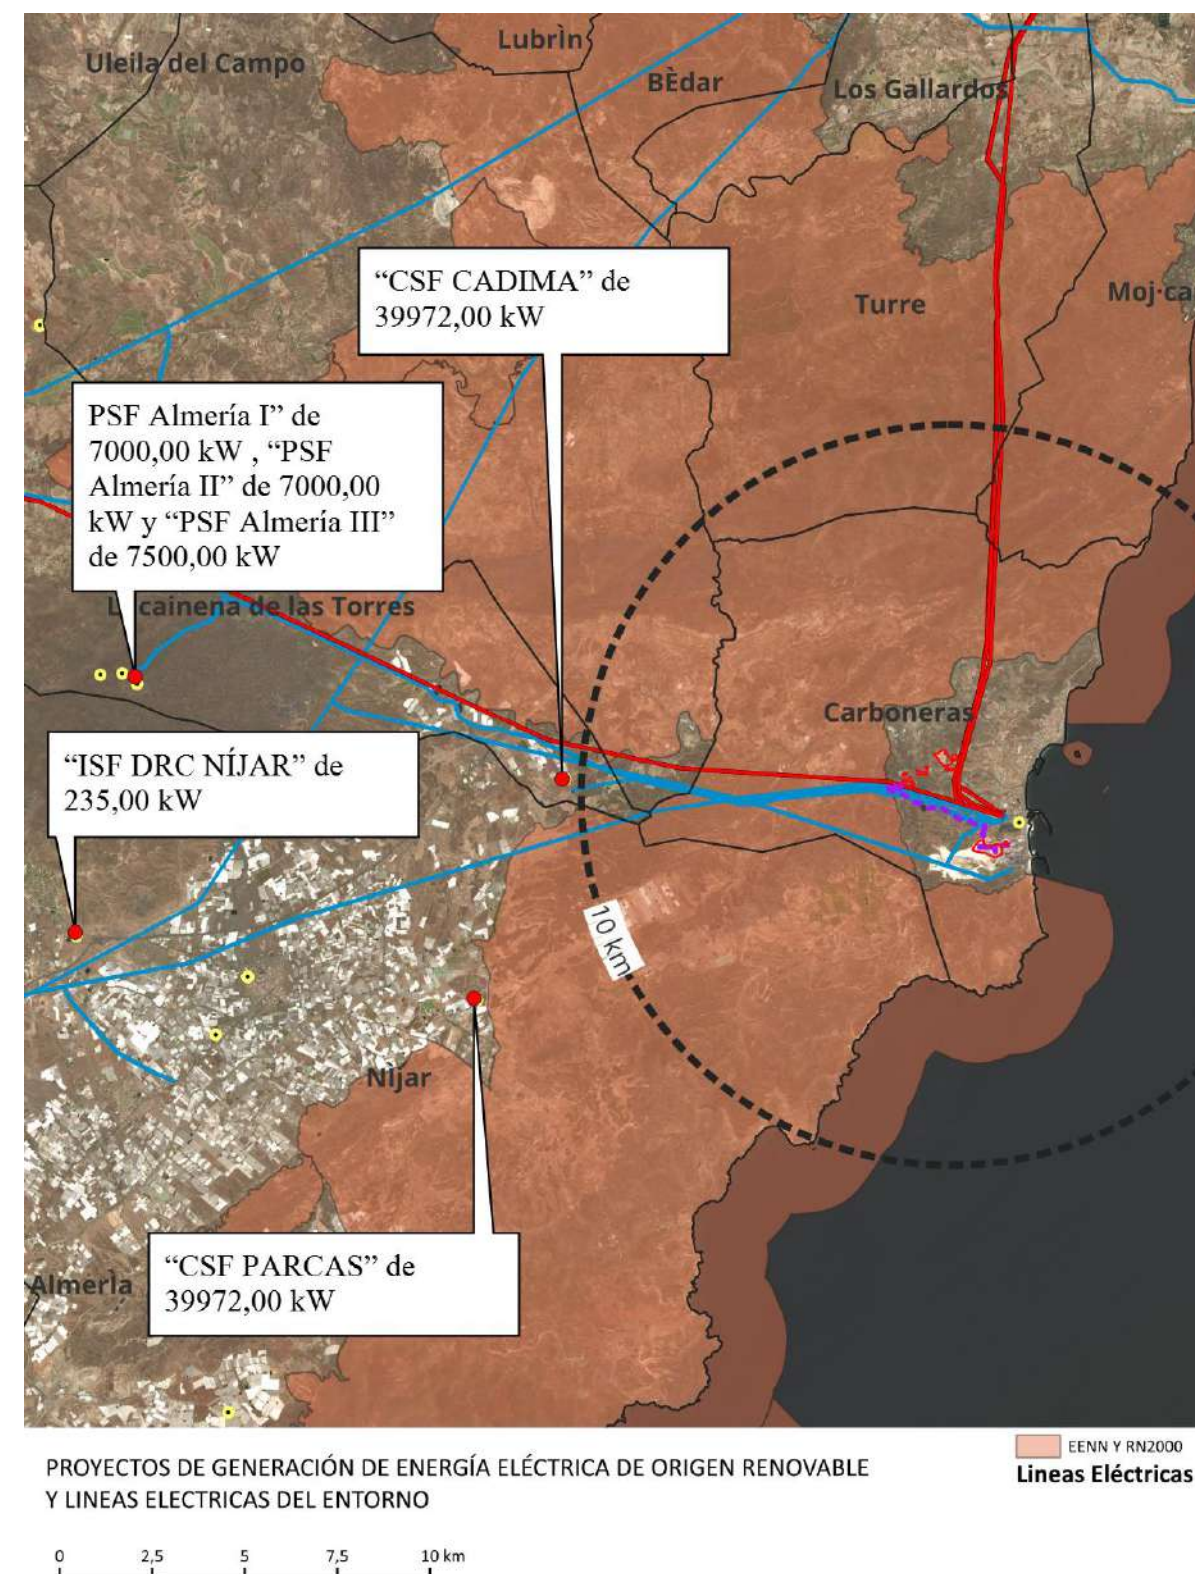 Lubrìn
Uleila del Campo
BÈdar
Los Gallardos
“CSF CADIMA” de
39972,00 kW
Turre
Moj·ca
PSF Almería I” de
7000,00 kW , “PSF
Almería II” de 7000,00
kW y “PSF Almería III”
de 7500,00 kW
cainena de las Torres
Carboneras
“ISF DRC NÍJAR” de
235,00 kW
10 km
Nìjar
“CSF PARCAS” de
39972,00 kW
Almerìa
EENN Y RN2000
Lineas Eléctricas
PROYECTOS DE GENERACIÓN DE ENERGÍA ELÉCTRICA DE ORIGEN RENOVABLE
Y LINEAS ELECTRICAS DEL ENTORNO
0 2,5 5 7,5 10 km